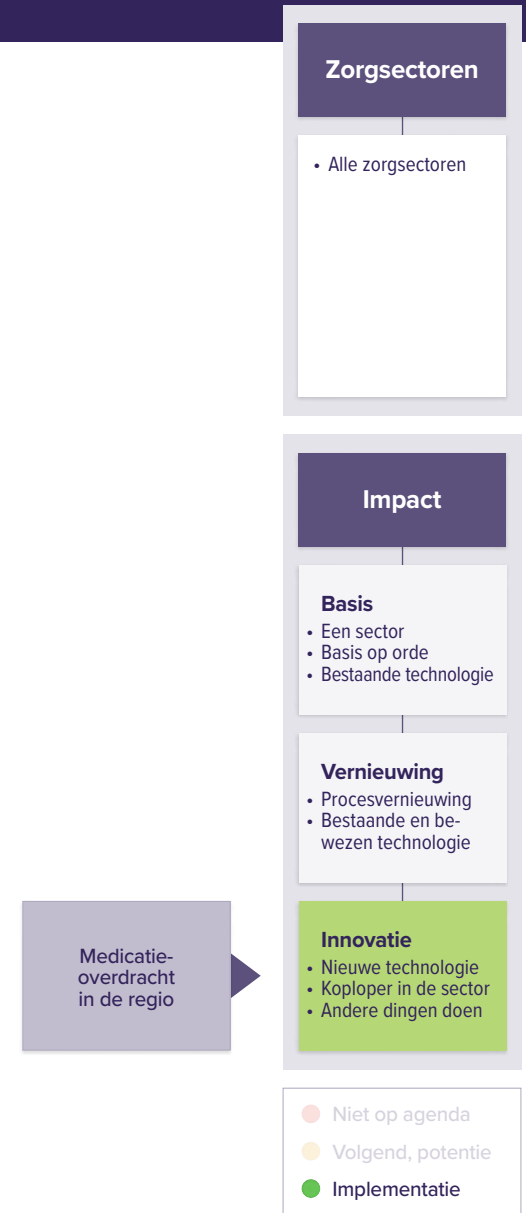 Zorgsectoren
• Alle zorgsectoren
Impact
Basis
• Een sector
• Basis op orde
• Bestaande technologie
Vernieuwing
• Procesvernieuwing
• Bestaande en be-
wezen technologie
Medicatie-
overdracht
in de regio
Innovatie
• Nieuwe technologie
• Koploper in de sector
• Andere dingen doen
Niet op agenda
Volgend, potentie
Implementatie